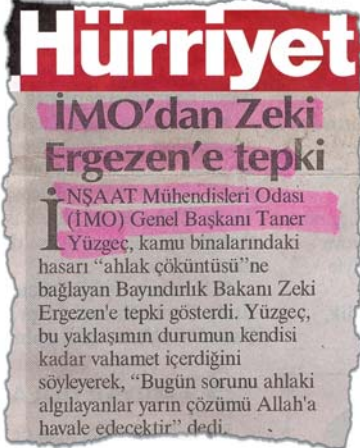 Hürriyet
İMO'dan Zeki
Ergezen'e tepki
İNŞAAT Mühendisleri Odası
(İMO) Genel Başkanı Taner
Yüzgeç, kamu binalarındaki
hasarı “ahlak çöküntüsü”ne
bağlayan Bayındırlık Bakanı Zeki
Ergezen'e tepki gösterdi. Yüzgeç,
bu yaklaşımın durumun kendisi
kadar vahamet içerdiğini
söyleyerek, “Bugün sorunu ahlaki
algılayanlar yarın çözümü Allah'a
havale edecektir” dedi.